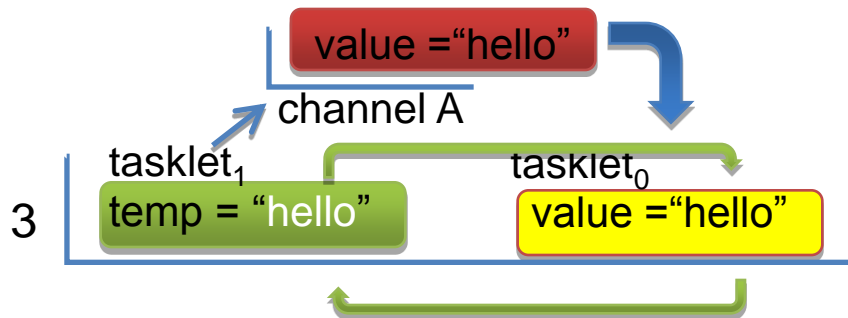 value =“hello”
channel A
tasklet₁
tasklet₀
3
temp = “hello”
value =“hello”